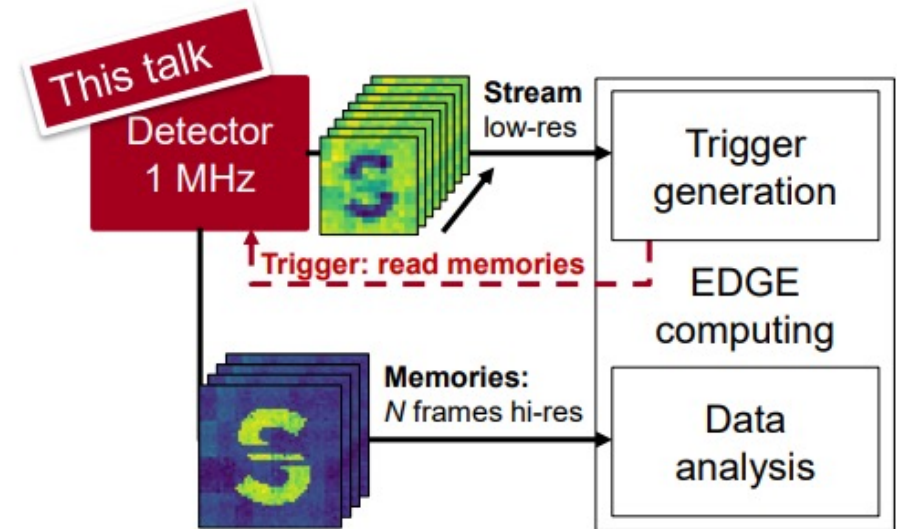 This talk
Detector
1 MHz
S
Stream
low-res
Trigger
generation
Trigger: read memories
EDGE
computing
S
Memories:
N frames hi-res
Data
analysis